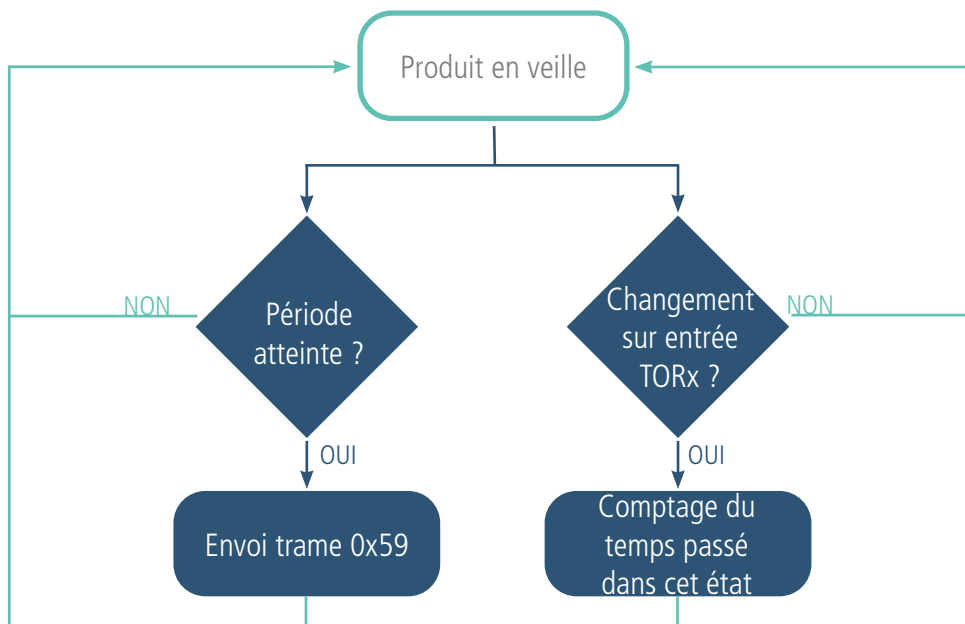 Produit en veille
NON
Période
atteinte ?
Changement
sur entrée
TORx ?
NON
OUI
OUI
Envoi trame 0x59
Comptage du
temps passé
dans cet état